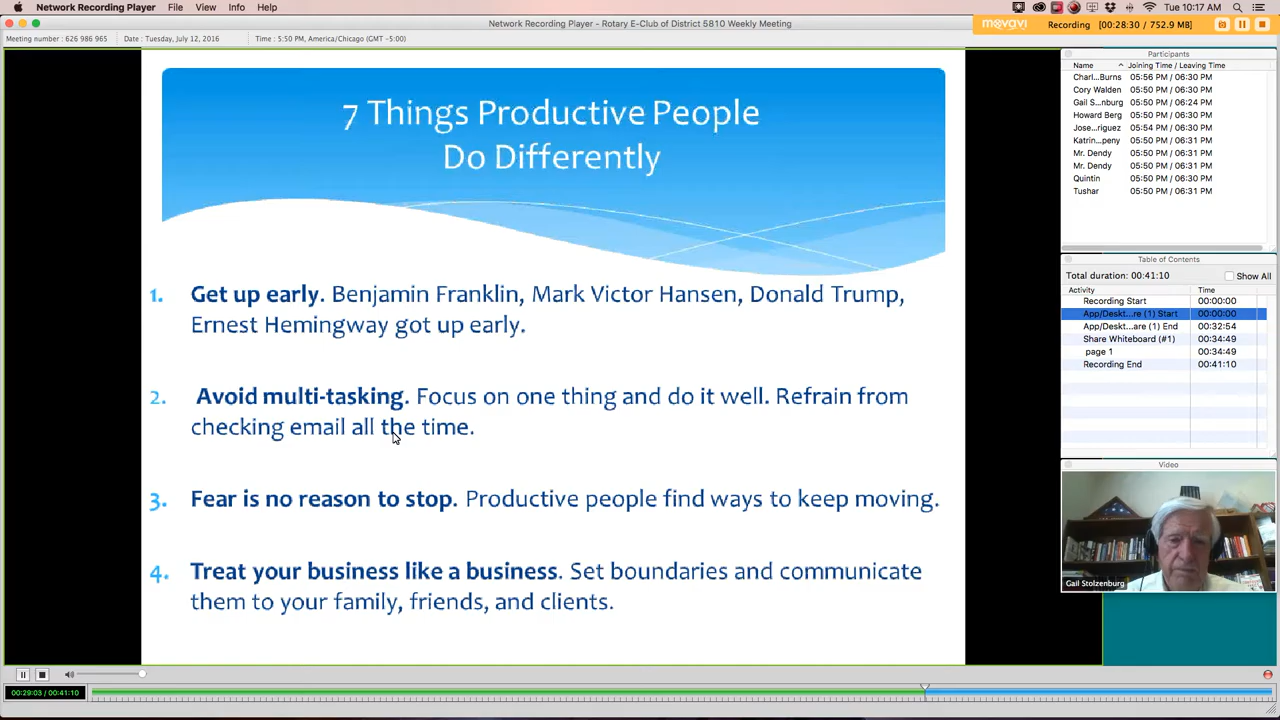 Network Recording Player File View Info Help
Tue 10:17 AM
Network Recording Player - Rotary E-Club of District 5810 Weekly Meeting
movavi Recording [00:28:30 / 752.9 MB]
Meeting number : 626 986 965 Date : Tuesday, July 12, 2016 Time : 5:50 PM, America/Chicago (GMT -5:00)
7 Things Productive People
Do Differently
1. Get up early. Benjamin Franklin, Mark Victor Hansen, Donald Trump,
Ernest Hemingway got up early.
2. Avoid multi-tasking. Focus on one thing and do it well. Refrain from
checking email all the time.
3. Fear is no reason to stop. Productive people find ways to keep moving.
4. Treat your business like a business. Set boundaries and communicate
them to your family, friends, and clients.
Participants
Name Joining Time / Leaving Time
Charl...Burns 05:56 PM / 06:30 PM
Cory Walden 05:50 PM / 06:30 PM
Gail S...nburg 05:50 PM / 06:24 PM
Howard Berg 05:50 PM / 06:30 PM
Jose...riguez 05:54 PM / 06:30 PM
Katrin...peny 05:50 PM / 06:31 PM
Mr. Dendy 05:50 PM / 06:31 PM
Mr. Dendy 05:50 PM / 06:31 PM
Quintin 05:50 PM / 06:30 PM
Tushar 05:50 PM / 06:31 PM
Table of Contents
Total duration: 00:41:10 Show All
Activity Time
Recording Start 00:00:00
App/Deskt...re (1) Start 00:00:00
App/Deskt...are (1) End 00:32:54
Share Whiteboard (#1) 00:34:49
page 1 00:34:49
Recording End 00:41:10
Video
Gail Stolzenburg
00:29:03 / 00:41:10